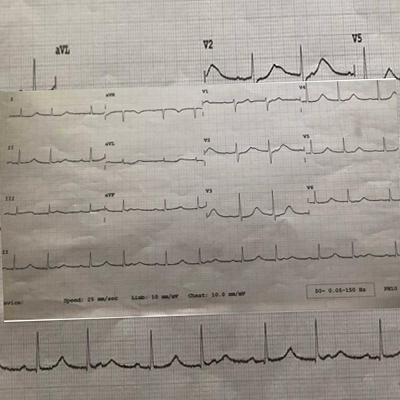 aVL V2 V5
I aVR V1 V4
II aVL V2 V5
III aVF V3 V6
II
Speed: 25 mm/sec Limb: 10 mm/mV Chest: 10.0 mm/mV 50~ 0.05-150 Hz